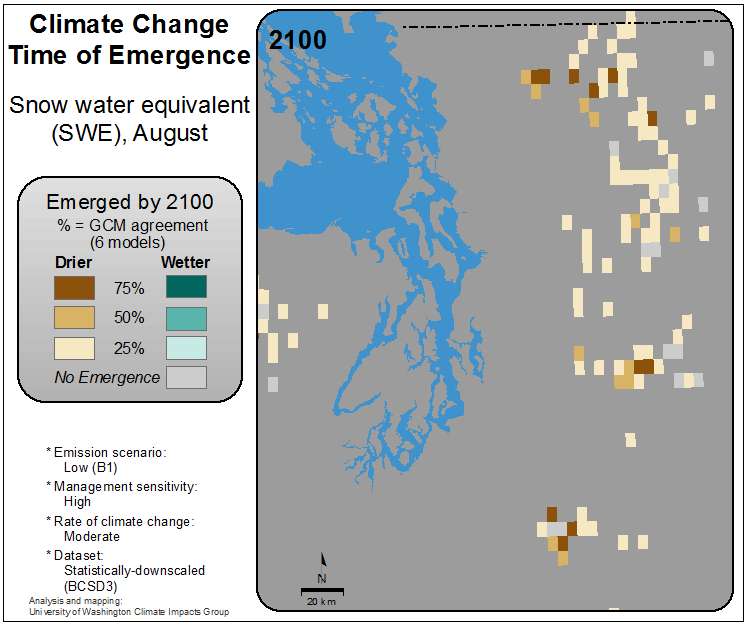 Climate Change
Time of Emergence
Snow water equivalent
(SWE), August
Emerged by 2100
% = GCM agreement
(6 models)
Drier Wetter
75%
50%
25%
No Emergence
* Emission scenario:
Low (B1)
* Management sensitivity:
High
* Rate of climate change:
Moderate
* Dataset:
Statistically-downscaled
(BCSD3)
Analysis and mapping:
University of Washington Climate Impacts Group
2100
N
20 km